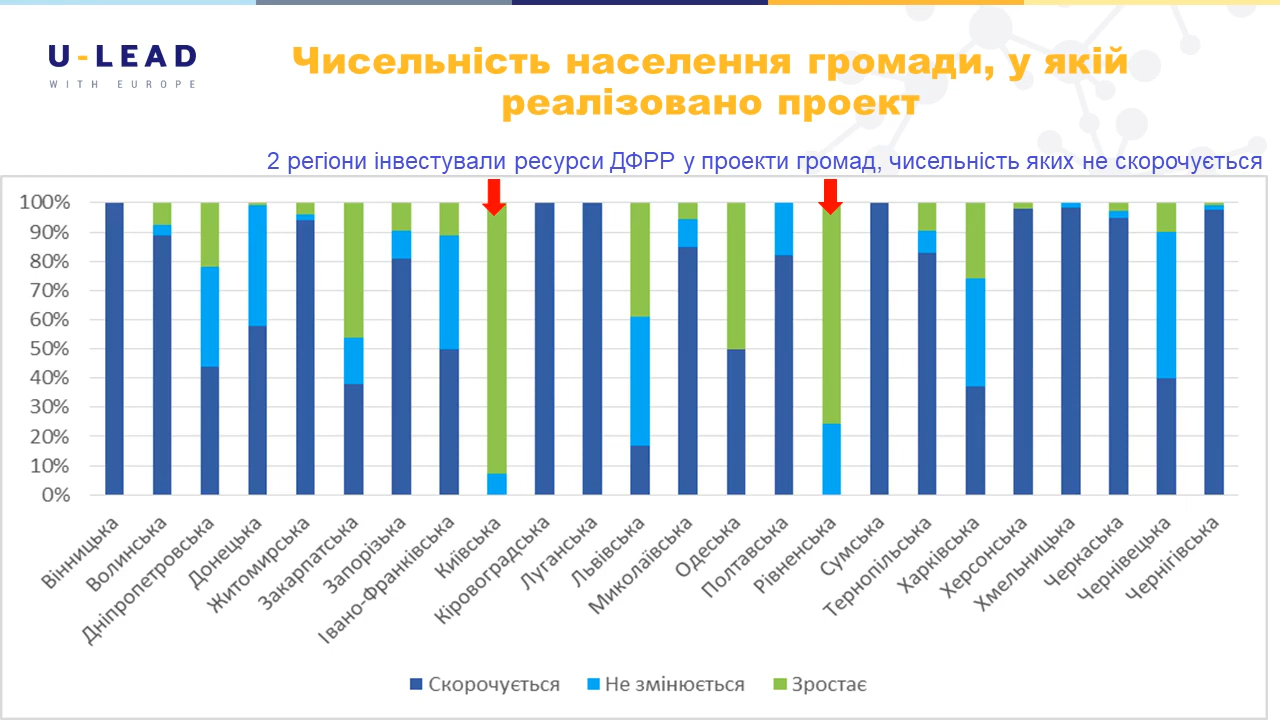 U-LEAD
WITH EUROPE
Чисельність населення громади, у якій
реалізовано проект
2 регіони інвестували ресурси ДФРР у проекти громад, чисельність яких не скорочується
100%
90%
80%
70%
60%
50%
40%
30%
20%
10%
0%
Вінницька
Волинська
Дніпропетровська
Донецька
Житомирська
Закарпатська
Запорізька
Івано-Франківська
Київська
Кіровоградська
Луганська
Львівська
Миколаївська
Одеська
Полтавська
Рівненська
Сумська
Тернопільська
Харківська
Херсонська
Хмельницька
Черкаська
Чернівецька
Чернігівська
Скорочується
Не змінюється
Зростає